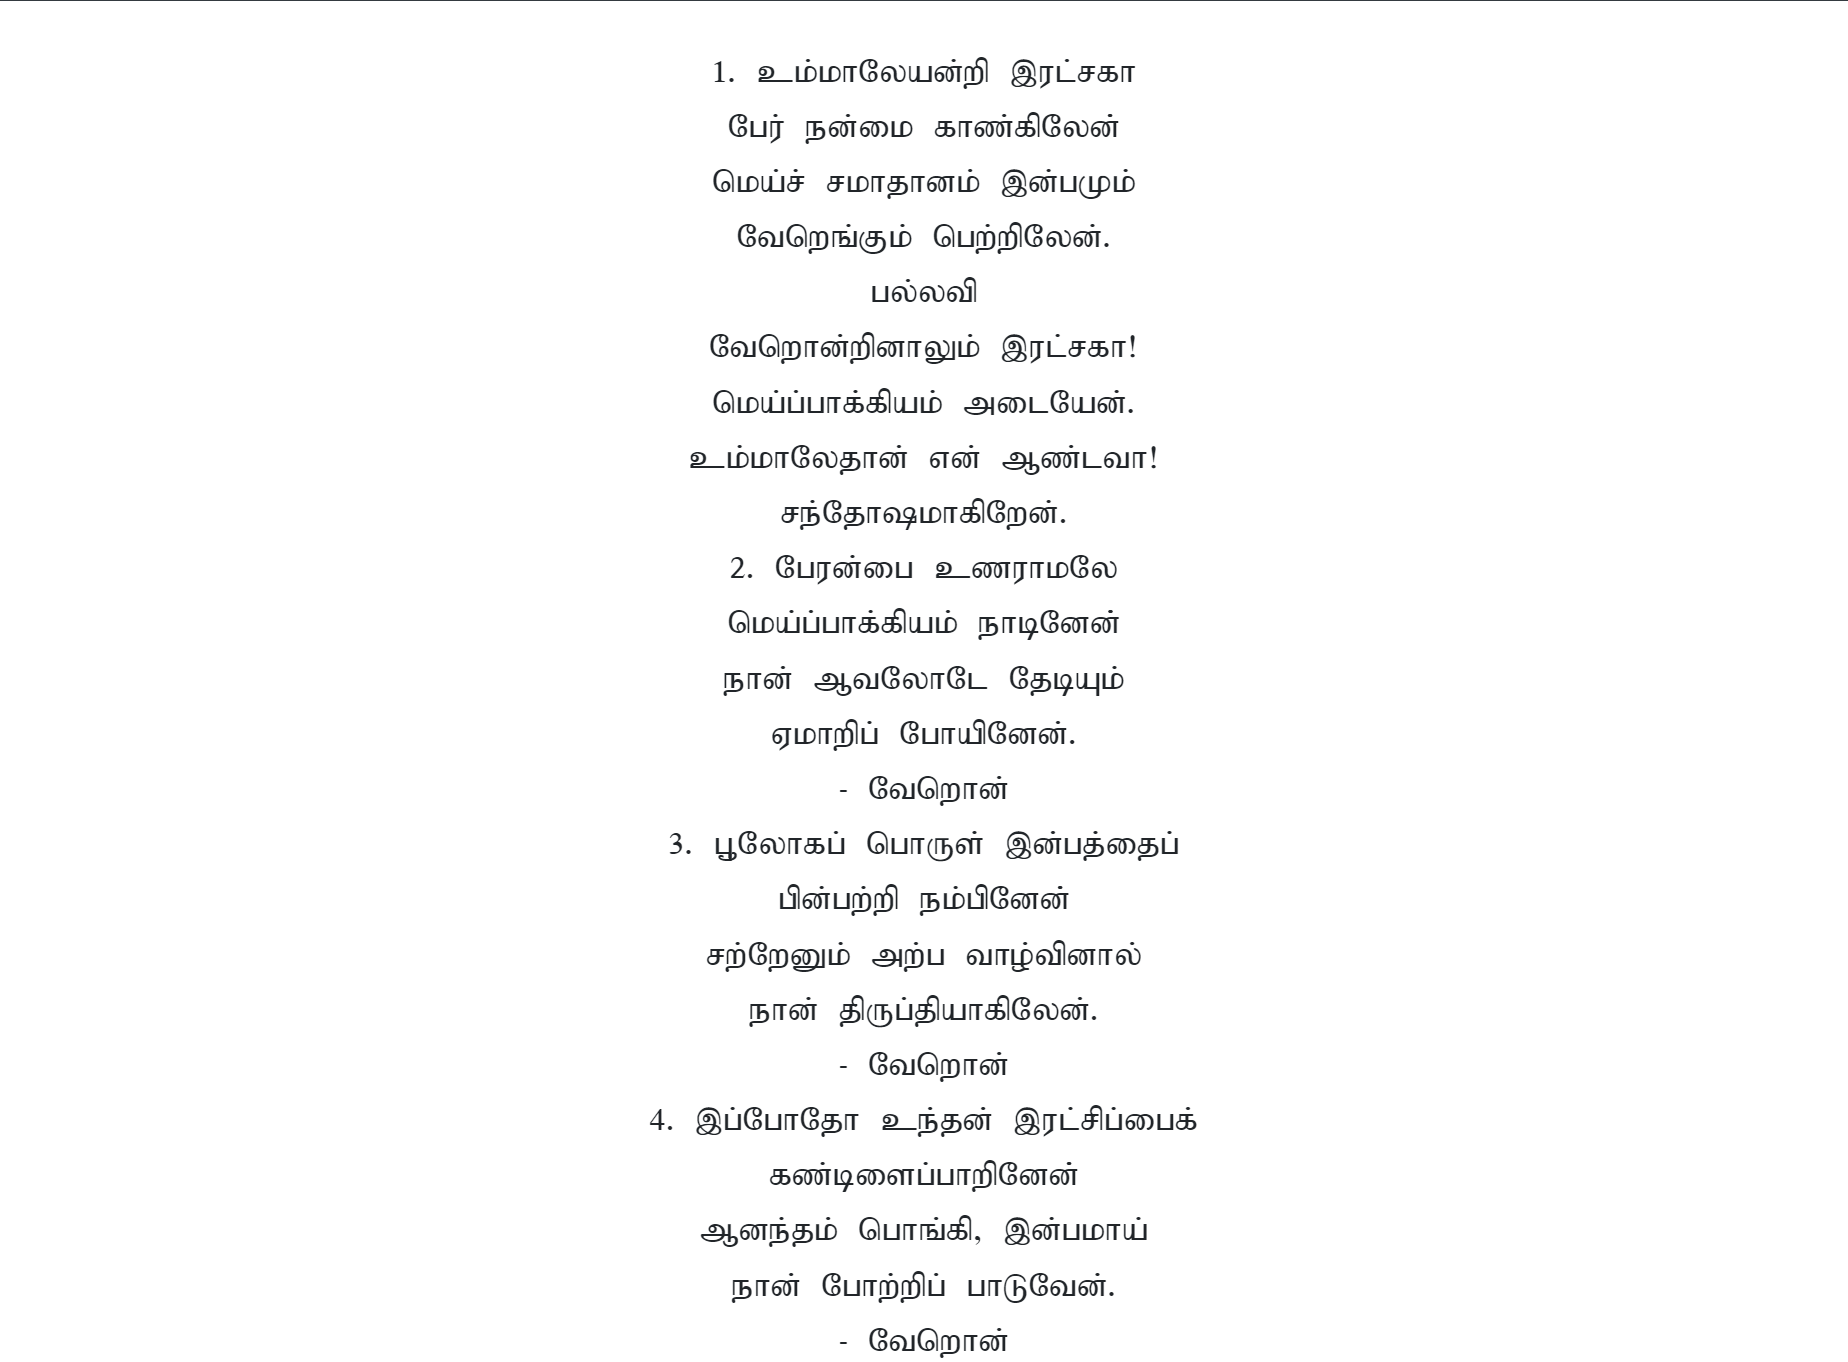 1. உம்மாலேயன்றி இரட்சகா
பேர் நன்மை காண்கிலேன்
மெய்ச் சமாதானம் இன்பமும்
வேறெங்கும் பெற்றிலேன்.
பல்லவி
வேறொன்றினாலும் இரட்சகா!
மெய்ப்பாக்கியம் அடையேன்.
உம்மாலேதான் என் ஆண்டவா!
சந்தோஷமாகிறேன்.
2. பேரன்பை உணராமலே
மெய்ப்பாக்கியம் நாடினேன்
நான் ஆவலோடே தேடியும்
ஏமாறிப் போயினேன்.
- வேறொன்
3. பூலோகப் பொருள் இன்பத்தைப்
பின்பற்றி நம்பினேன்
சற்றேனும் அற்ப வாழ்வினால்
நான் திருப்தியாகிலேன்.
- வேறொன்
4. இப்போதோ உந்தன் இரட்சிப்பைக்
கண்டிளைப்பாறினேன்
ஆனந்தம் பொங்கி, இன்பமாய்
நான் போற்றிப் பாடுவேன்.
- வேறொன்